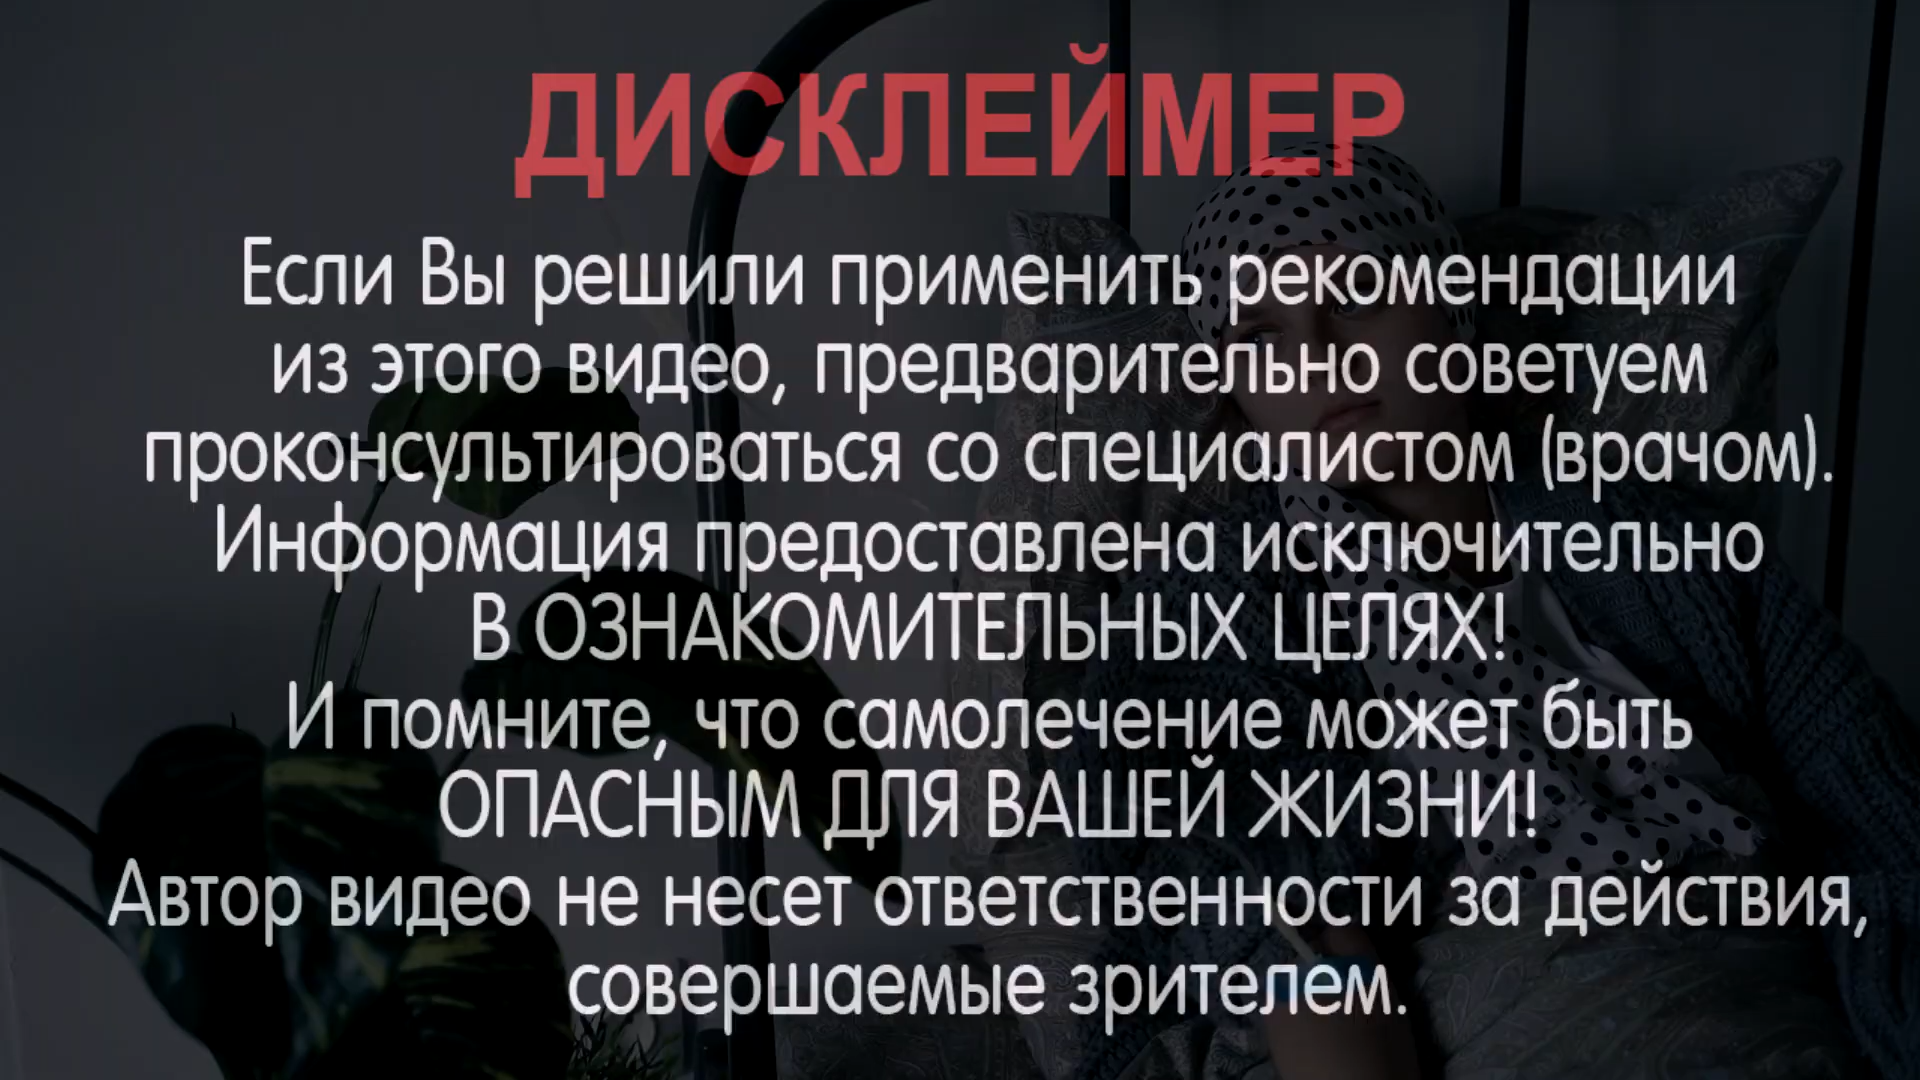 ДИСКЛЕЙМЕР
Если Вы решили применить рекомендации
из этого видео, предварительно советуем
проконсультироваться со специалистом (врачом).
Информация предоставлена исключительно
В ОЗНАКОМИТЕЛЬНЫХ ЦЕЛЯХ!
И помните, что самолечение может быть
ОПАСНЫМ ДЛЯ ВАШЕЙ ЖИЗНИ!
Автор видео не несет ответственности за действия,
совершаемые зрителем.